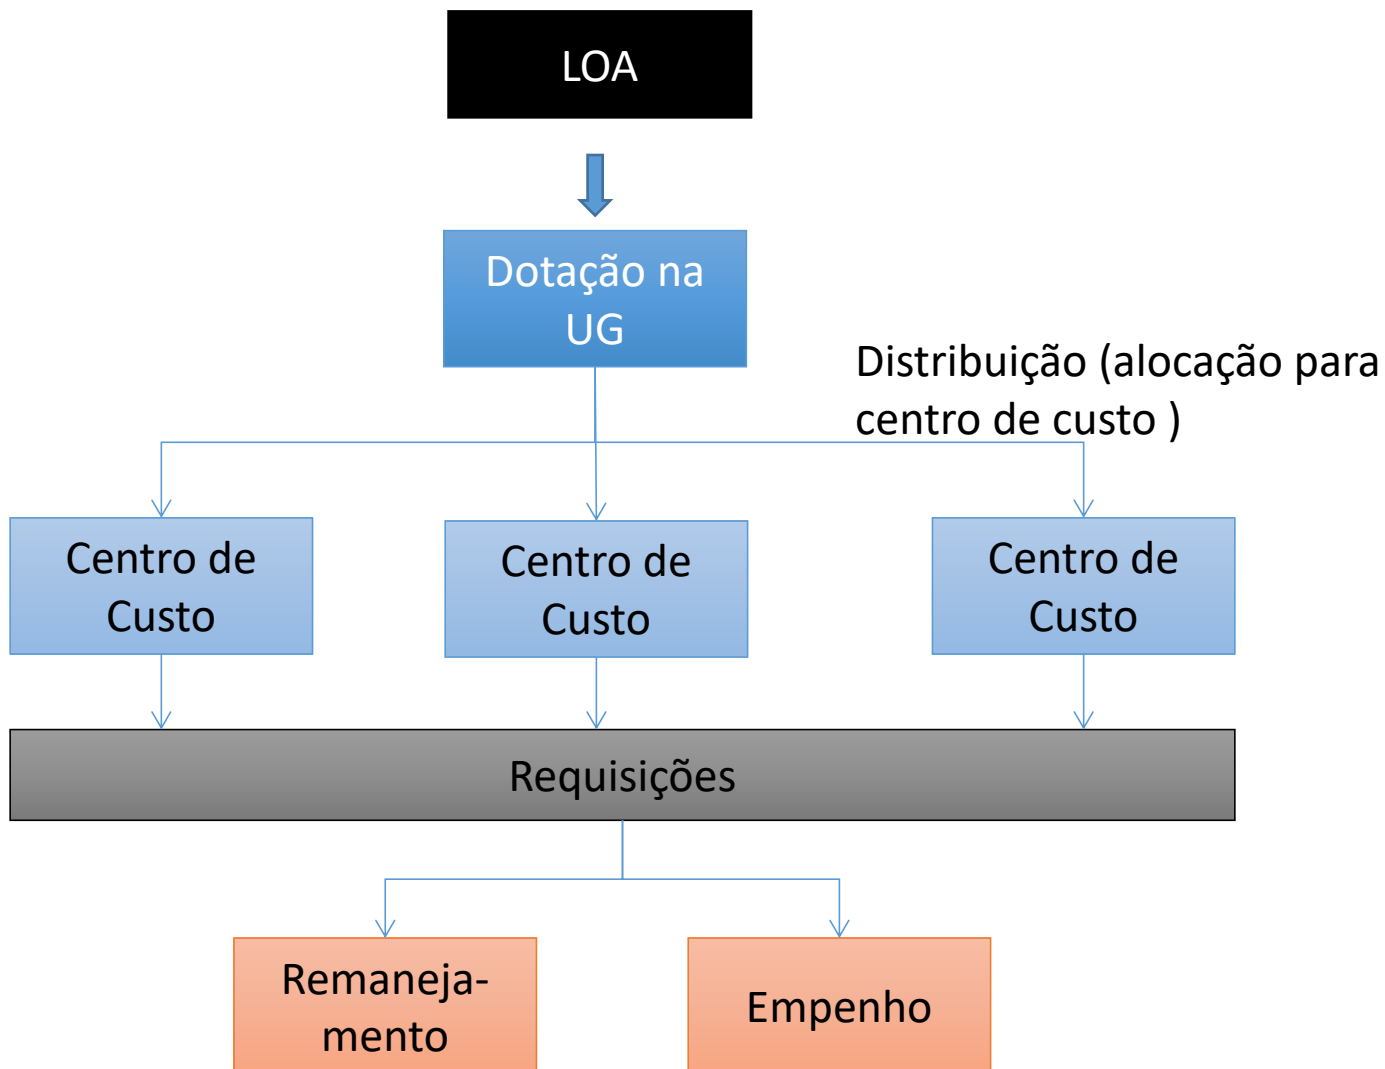 LOA
Dotação na
UG
Distribuição (alocação para
centro de custo )
Centro de
Custo
Centro de
Custo
Centro de
Custo
Requisições
Remaneja-
mento
Empenho